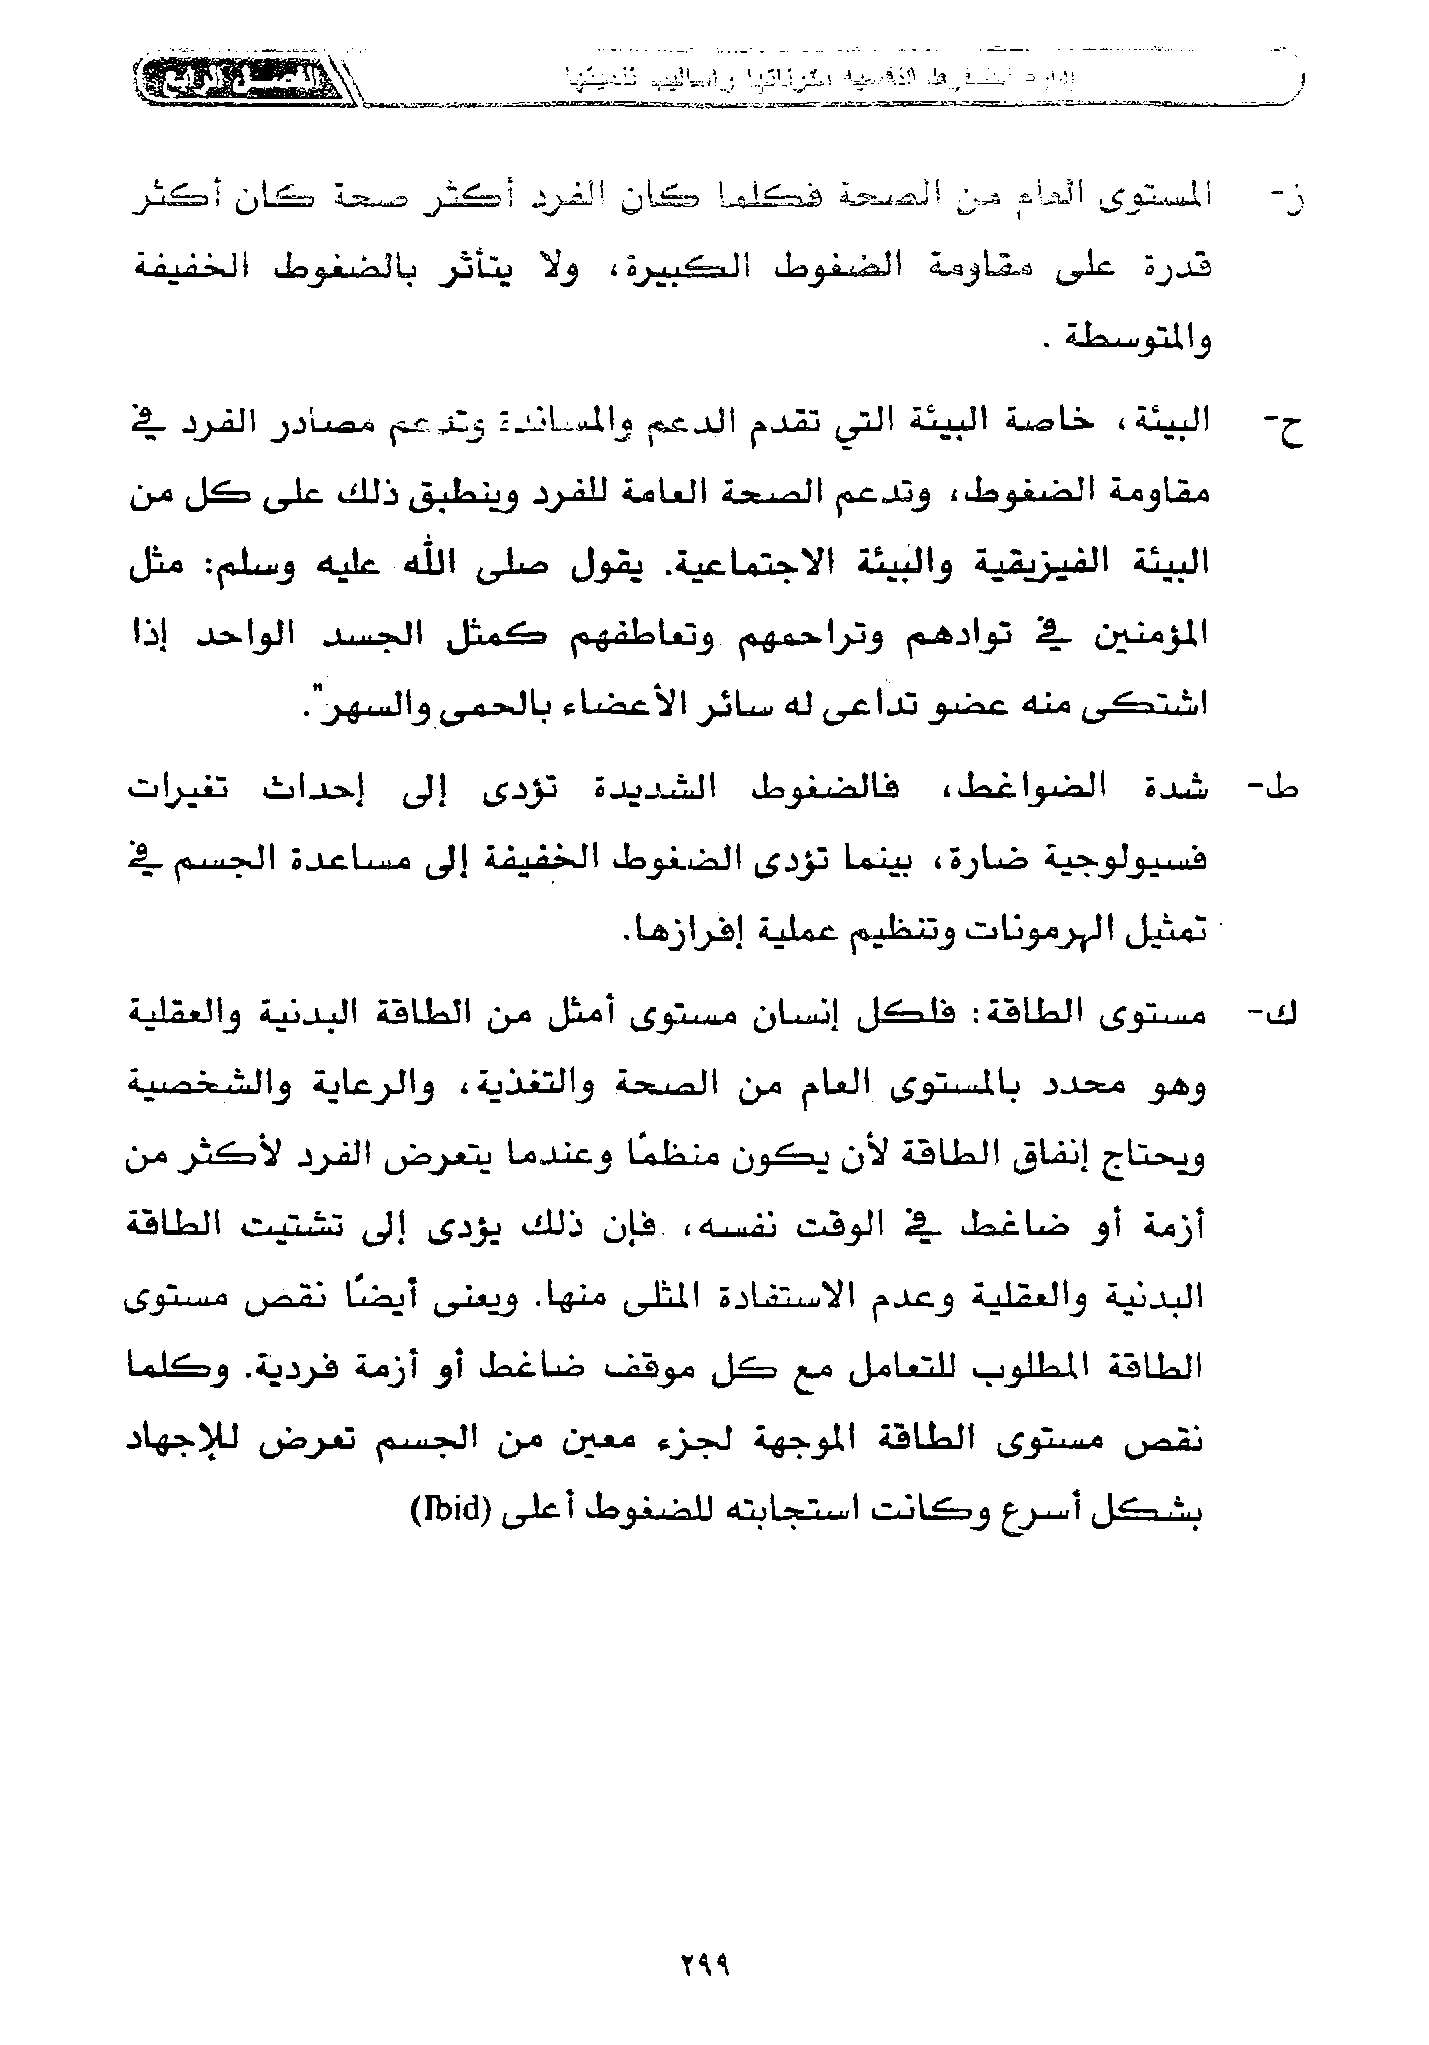 الفصل الرابع
إدارة الضغوط النفسية مكوناتها وأساليب تنميتها
ز- المستوى العام من الصحة فكلما كان الفرد أكثر صحة كان أكثر
قدرة على مقاومة الضغوط الكبيرة، ولا يتأثر بالضغوط الخفيفة
والمتوسطة .
ح- البيئة، خاصة البيئة التي تقدم الدعم والمساندة وتدعم مصادر الفرد في
مقاومة الضغوط، وتدعم الصحة العامة للفرد وينطبق ذلك على كل من
البيئة الفيزيقية والبيئة الاجتماعية. يقول صلى الله عليه وسلم: مثل
المؤمنين في توادهم وتراحمهم وتعاطفهم كمثل الجسد الواحد إذا
اشتكى منه عضو تداعى له سائر الأعضاء بالحمى والسهر".
ط- شدة الضواغط، فالضغوط الشديدة تؤدى إلى إحداث تغيرات
فسيولوجية ضارة، بينما تؤدى الضغوط الخفيفة إلى مساعدة الجسم في
تمثيل الهرمونات وتنظيم عملية إفرازها.
ك- مستوى الطاقة: فلكل إنسان مستوى أمثل من الطاقة البدنية والعقلية
وهو محدد بالمستوى العام من الصحة والتغذية، والرعاية والشخصية
ويحتاج إنفاق الطاقة لأن يكون منظمًا وعندما يتعرض الفرد لأكثر من
أزمة أو ضاغط في الوقت نفسه، فإن ذلك يؤدى إلى تشتيت الطاقة
البدنية والعقلية وعدم الاستفادة المثلى منها. ويعنى أيضًا نقص مستوى
الطاقة المطلوب للتعامل مع كل موقف ضاغط أو أزمة فردية. وكلما
نقص مستوى الطاقة الموجهة لجزء معين من الجسم تعرض للإجهاد
بشكل أسرع وكانت استجابته للضغوط أعلى (Ibid)
٢٩٩